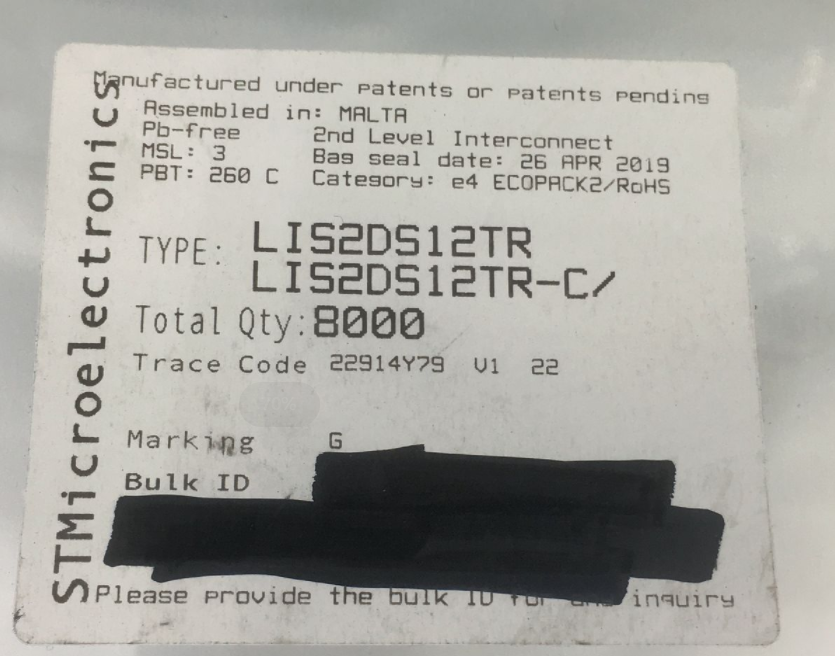 STMicroelectronics
Manufactured under patents or patents pending
Assembled in: MALTA
Pb-free 2nd Level Interconnect
MSL: 3 Bag seal date: 26 APR 2019
PBT: 260 C Category: e4 ECOPACK2/RoHS
TYPE: LIS2DS12TR
LIS2DS12TR-C/
Total Qty: 8000
Trace Code 22914Y79 V1 22
Marking G
Bulk ID
Please provide the bulk ID for inquiry